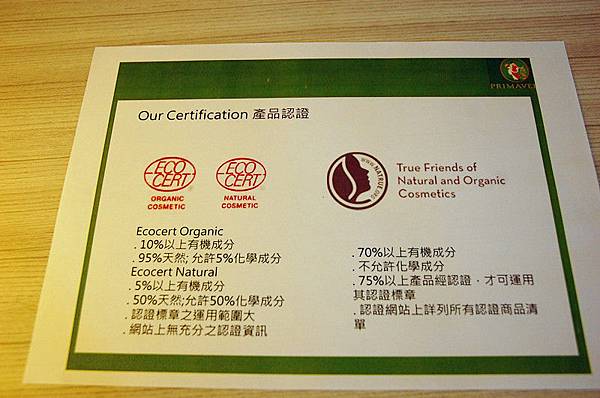 PRIMAVERA
Our Certification 產品認證
ECO
CERT
ORGANIC
COSMETIC
ECO
CERT
NATURAL
COSMETIC
WWW.NATRUE.ORG
True Friends of
Natural and Organic
Cosmetics
Ecocert Organic
. 10%以上有機成分
. 95%天然; 允許5%化學成分
Ecocert Natural
. 5%以上有機成分
. 50%天然;允許50%化學成分
. 認證標章之運用範圍大
. 網站上無充分之認證資訊
. 70%以上有機成分
. 不允許化學成分
. 75%以上產品經認證，才可運用
其認證標章
. 認證網站上詳列所有認證商品清
單